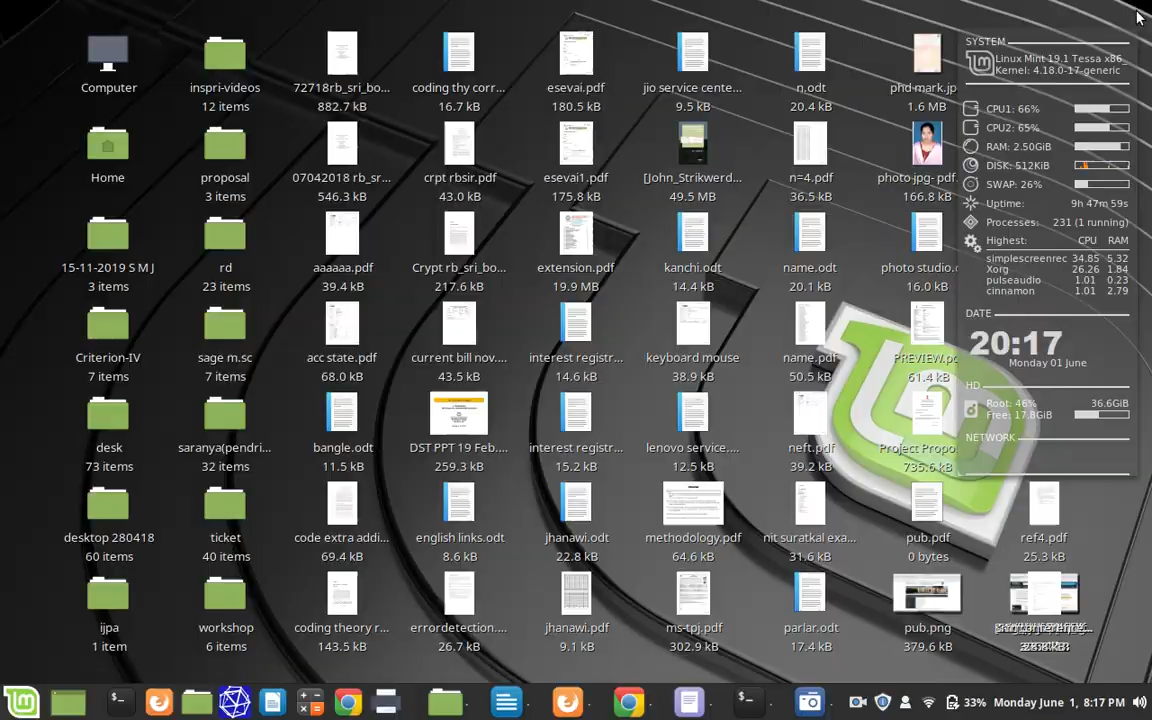 Computer
inspri-videos
12 items
72718rb_sri_bo...
882.7 kB
coding thy corr...
16.7 kB
esevai.pdf
180.5 kB
jio service cente...
9.5 kB
n.odt
20.4 kB
phd-mark.jp
1.6 MB
Home
proposal
3 items
07042018 rb_sr...
546.3 kB
crpt rbsir.pdf
43.0 kB
esevai1.pdf
175.8 kB
[John_Strikwerd...
49.5 MB
n=4.pdf
36.5 kB
photo-jpg- pdf.
166.8 kB
15-11-2019 S M J
3 items
rd
23 items
aaaaaa.pdf
39.4 kB
Crypt rb_sri_bo...
217.6 kB
extension.pdf
19.9 MB
kanchi.odt
14.4 kB
name.odt
20.1 kB
photo studio.
16.0 kB
Criterion-IV
7 items
sage m.sc
7 items
acc state.pdf
68.0 kB
current bill nov....
43.5 kB
interest registr...
14.6 kB
keyboard mouse
38.9 kB
name.pdf
50.5 kB
PREVIEW.pd
61.4 kB
desk
73 items
saranya(pendri...
32 items
bangle.odt
11.5 kB
DST PPT 19 Feb....
259.3 kB
interest registr...
15.2 kB
lenovo service....
12.5 kB
neft.pdf
39.2 kB
Project Propo
735.6 kB
desktop 280418
60 items
ticket
40 items
code extra addi...
69.4 kB
english links.odt
8.6 kB
jhanawi.odt
22.8 kB
methodology.pdf
64.6 kB
nit suratkal exa...
31.6 kB
pub.pdf
0 bytes
ref4.pdf
25.3 kB
ijpa
1 item
workshop
6 items
coding theory r...
143.5 kB
errordetection....
26.7 kB
jhanawi.pdf
9.1 kB
ms-tpj.pdf
302.9 kB
parlar.odt
17.4 kB
pub.png
379.6 kB
SYSTEM
Linux Mint 19.1 Tessa x86_
Kernel: 4.18.0-17-generic
CPU1: 66%
CPU2: 65%
RAM: 2.50GiB
DISK: 512KiB
SWAP: 26%
Uptime: 9h 47m 59s
Processes: 231 (1 running)
Highest: CPU RAM
simplescreenrec 34.85 5.32
Xorg 26.26 1.84
pulseaudio 1.01 0.23
cinnamon 1.01 2.79
DATE
20:17
Monday 01 June
HD
Root: 46% 36.6GiB
Free: 17.8GiB
NETWORK
33% Monday June 1, 8:17 PM